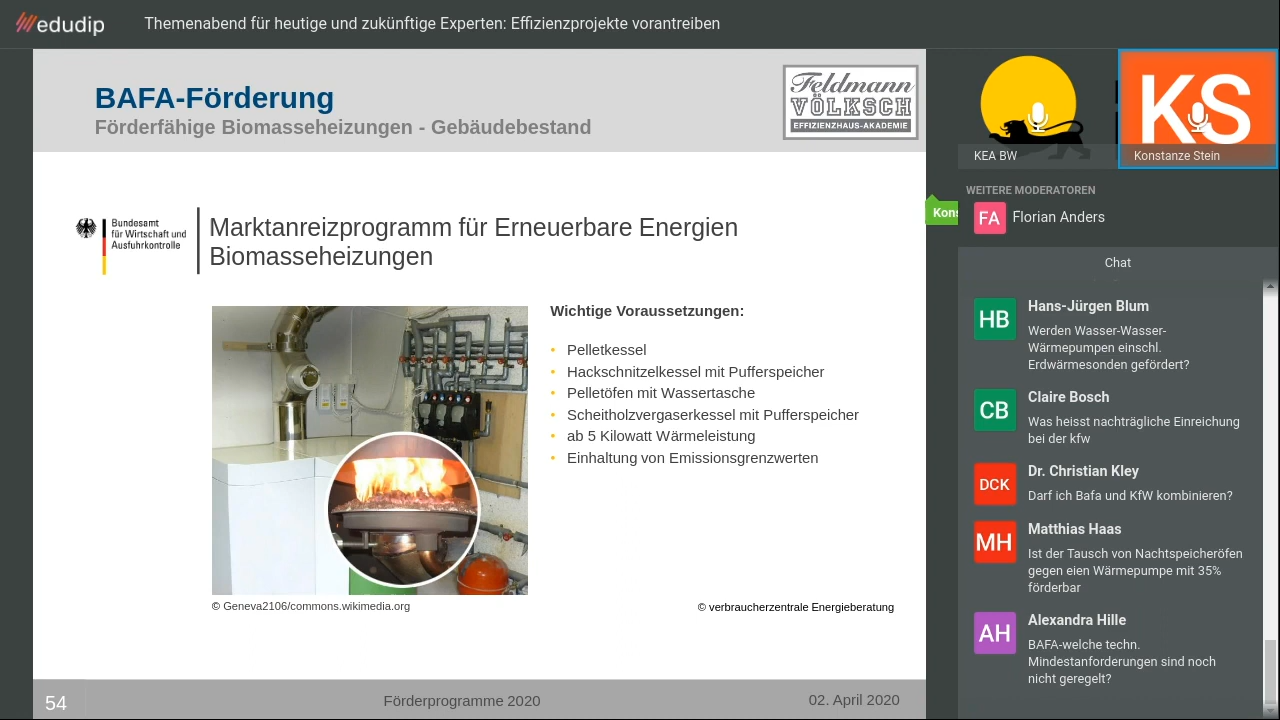 edudip
Themenabend für heutige und zukünftige Experten: Effizienzprojekte vorantreiben
BAFA-Förderung
Förderfähige Biomasseheizungen - Gebäudebestand
Feldmann
VÖLKSCH
EFFIZIENZHAUS-AKADEMIE
Bundesamt
für Wirtschaft und
Ausfuhrkontrolle
Marktanreizprogramm für Erneuerbare Energien
Biomasseheizungen
Wichtige Voraussetzungen:
• Pelletkessel
• Hackschnitzelkessel mit Pufferspeicher
• Pelletöfen mit Wassertasche
• Scheitholzvergaserkessel mit Pufferspeicher
• ab 5 Kilowatt Wärmeleistung
• Einhaltung von Emissionsgrenzwerten
© Geneva2106/commons.wikimedia.org
© verbraucherzentrale Energieberatung
54
Förderprogramme 2020
02. April 2020
KEA BW
KS
Konstanze Stein
WEITERE MODERATOREN
Kons
FA
Florian Anders
Chat
HB
Hans-Jürgen Blum
Werden Wasser-Wasser-
Wärmepumpen einschl.
Erdwärmesonden gefördert?
CB
Claire Bosch
Was heisst nachträgliche Einreichung
bei der kfw
DCK
Dr. Christian Kley
Darf ich Bafa und KfW kombinieren?
MH
Matthias Haas
Ist der Tausch von Nachtspeicheröfen
gegen eien Wärmepumpe mit 35%
förderbar
AH
Alexandra Hille
BAFA-welche techn.
Mindestanforderungen sind noch
nicht geregelt?